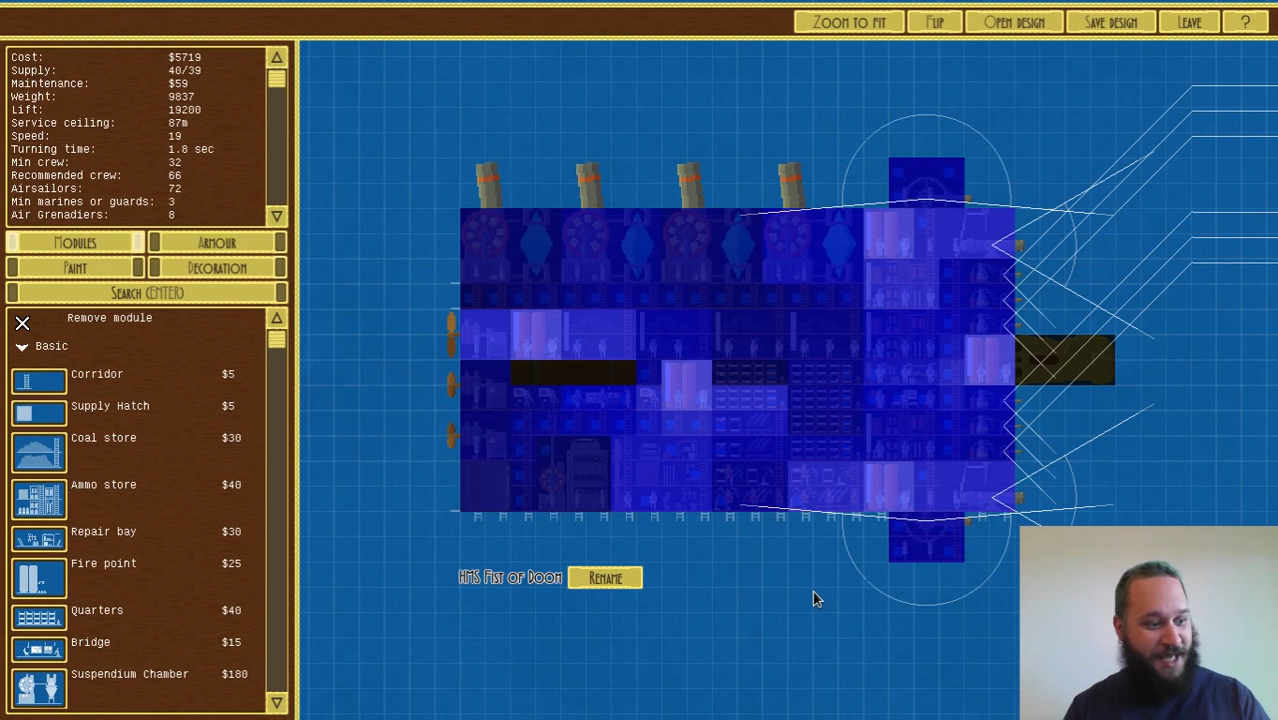 ZOOM TO FIT FLIP OPEN DESIGN SAVE DESIGN LEAVE ?
Cost: $5719
Supply: 40/39
Maintenance: $59
Weight: 9837
Lift: 19200
Service ceiling: 87m
Speed: 19
Turning time: 1.8 sec
Min crew: 32
Recommended crew: 66
Airsailors: 72
Min marines or guards: 3
Air Grenadiers: 8
MODULES ARMOUR
PAINT DECORATION
SEARCH (ENTER)
Remove module
Basic
Corridor $5
Supply Hatch $5
Coal store $30
Ammo store $40
Repair bay $30
Fire point $25
Quarters $40
Bridge $15
Suspendium Chamber $180
HMS FIST OF DOOM RENAME